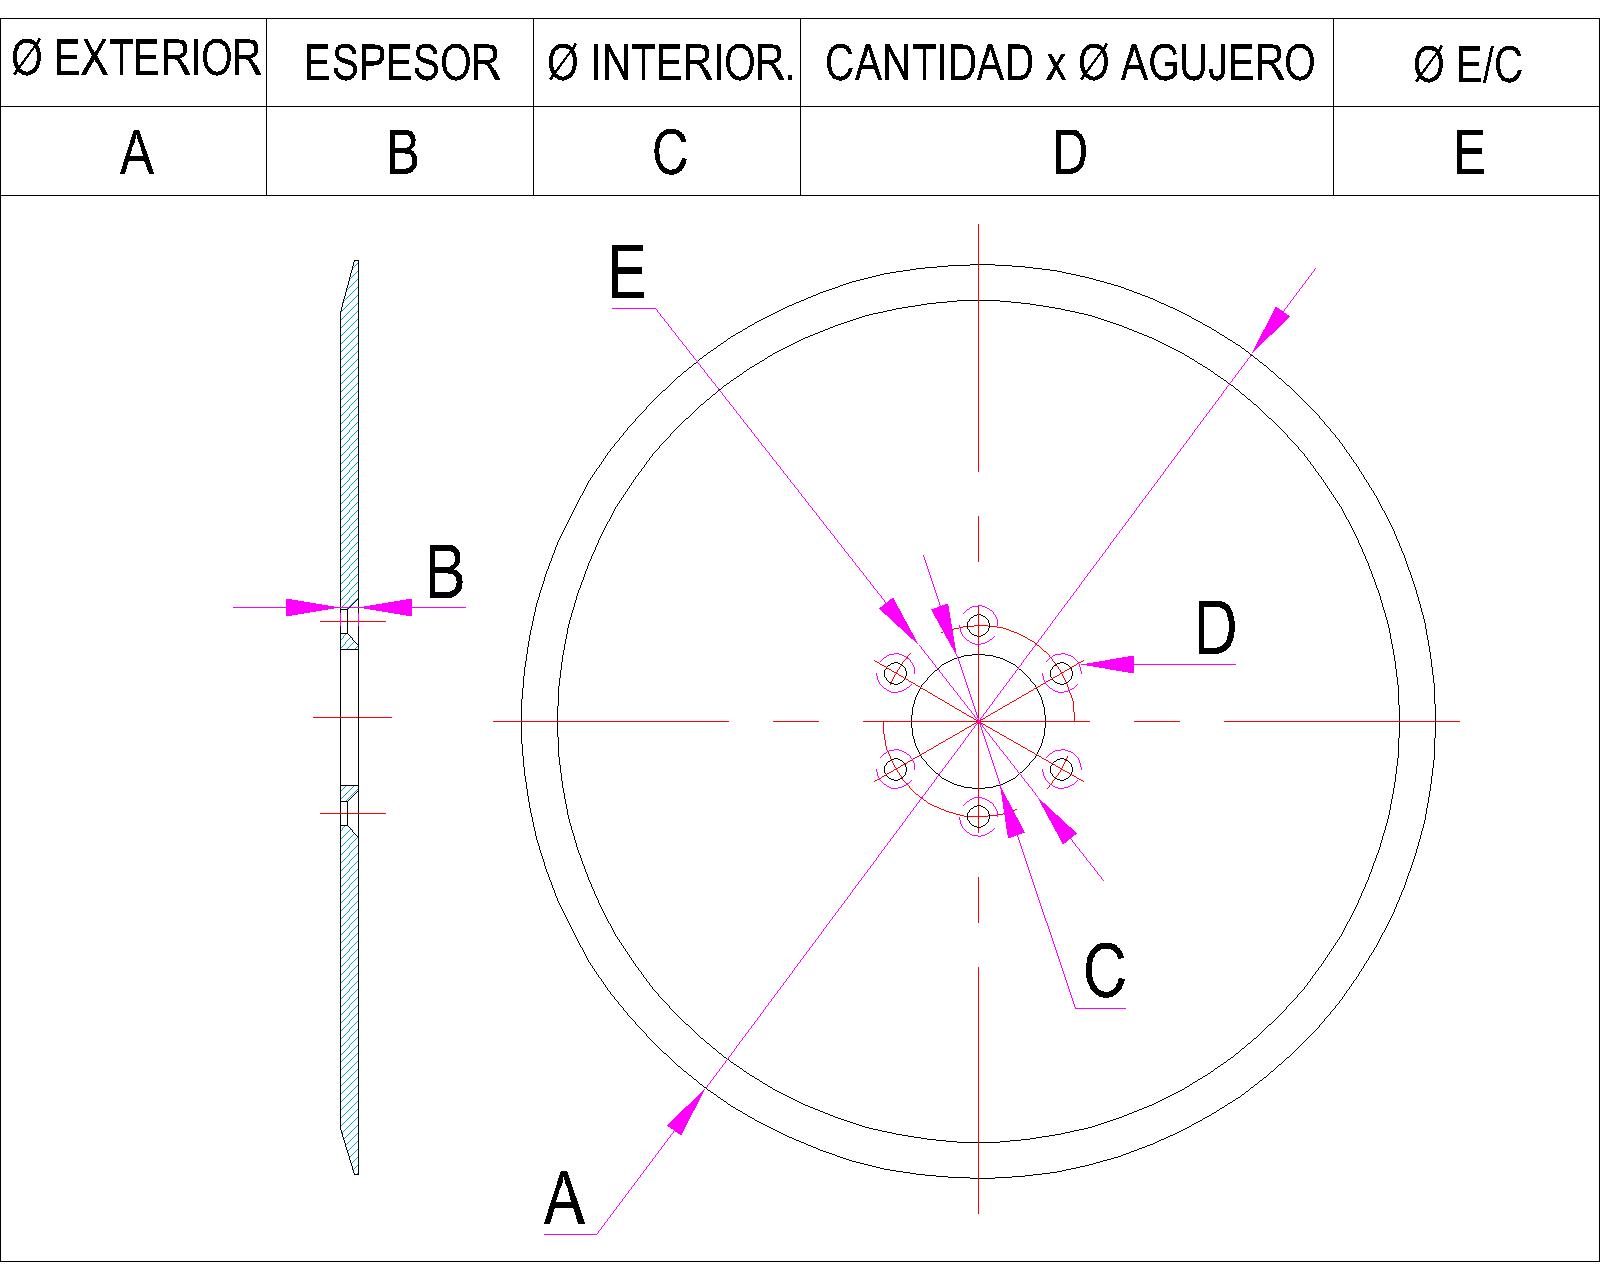 Ø EXTERIOR ESPESOR Ø INTERIOR. CANTIDAD x Ø AGUJERO Ø E/C
A B C D E
E
B
D
C
A